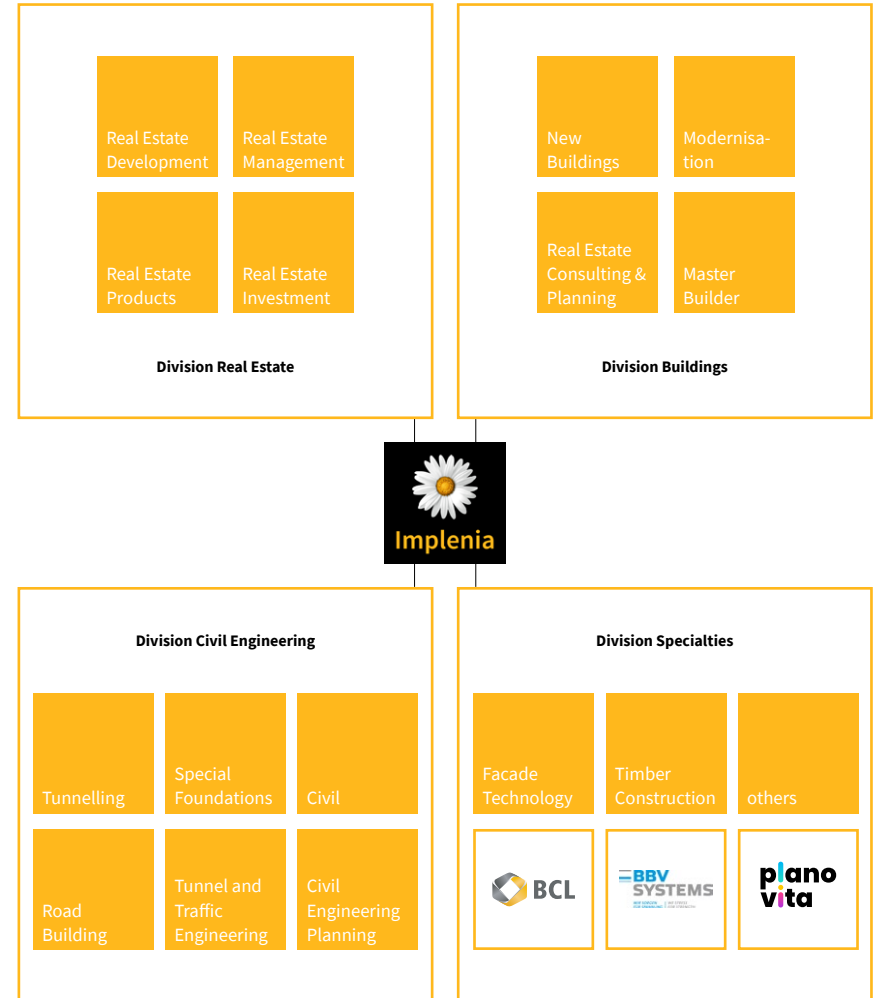 Real Estate
Development
Real Estate
Management
Real Estate
Products
Real Estate
Investment
Division Real Estate
New
Buildings
Modernisa-
tion
Real Estate
Consulting &
Planning
Master
Builder
Division Buildings
Implenia
Division Civil Engineering
Tunnelling
Special
Foundations
Civil
Road
Building
Tunnel and
Traffic
Engineering
Civil
Engineering
Planning
Division Specialties
Facade
Technology
Timber
Construction
others
BCL
BBV
SYSTEMS
plano
vita